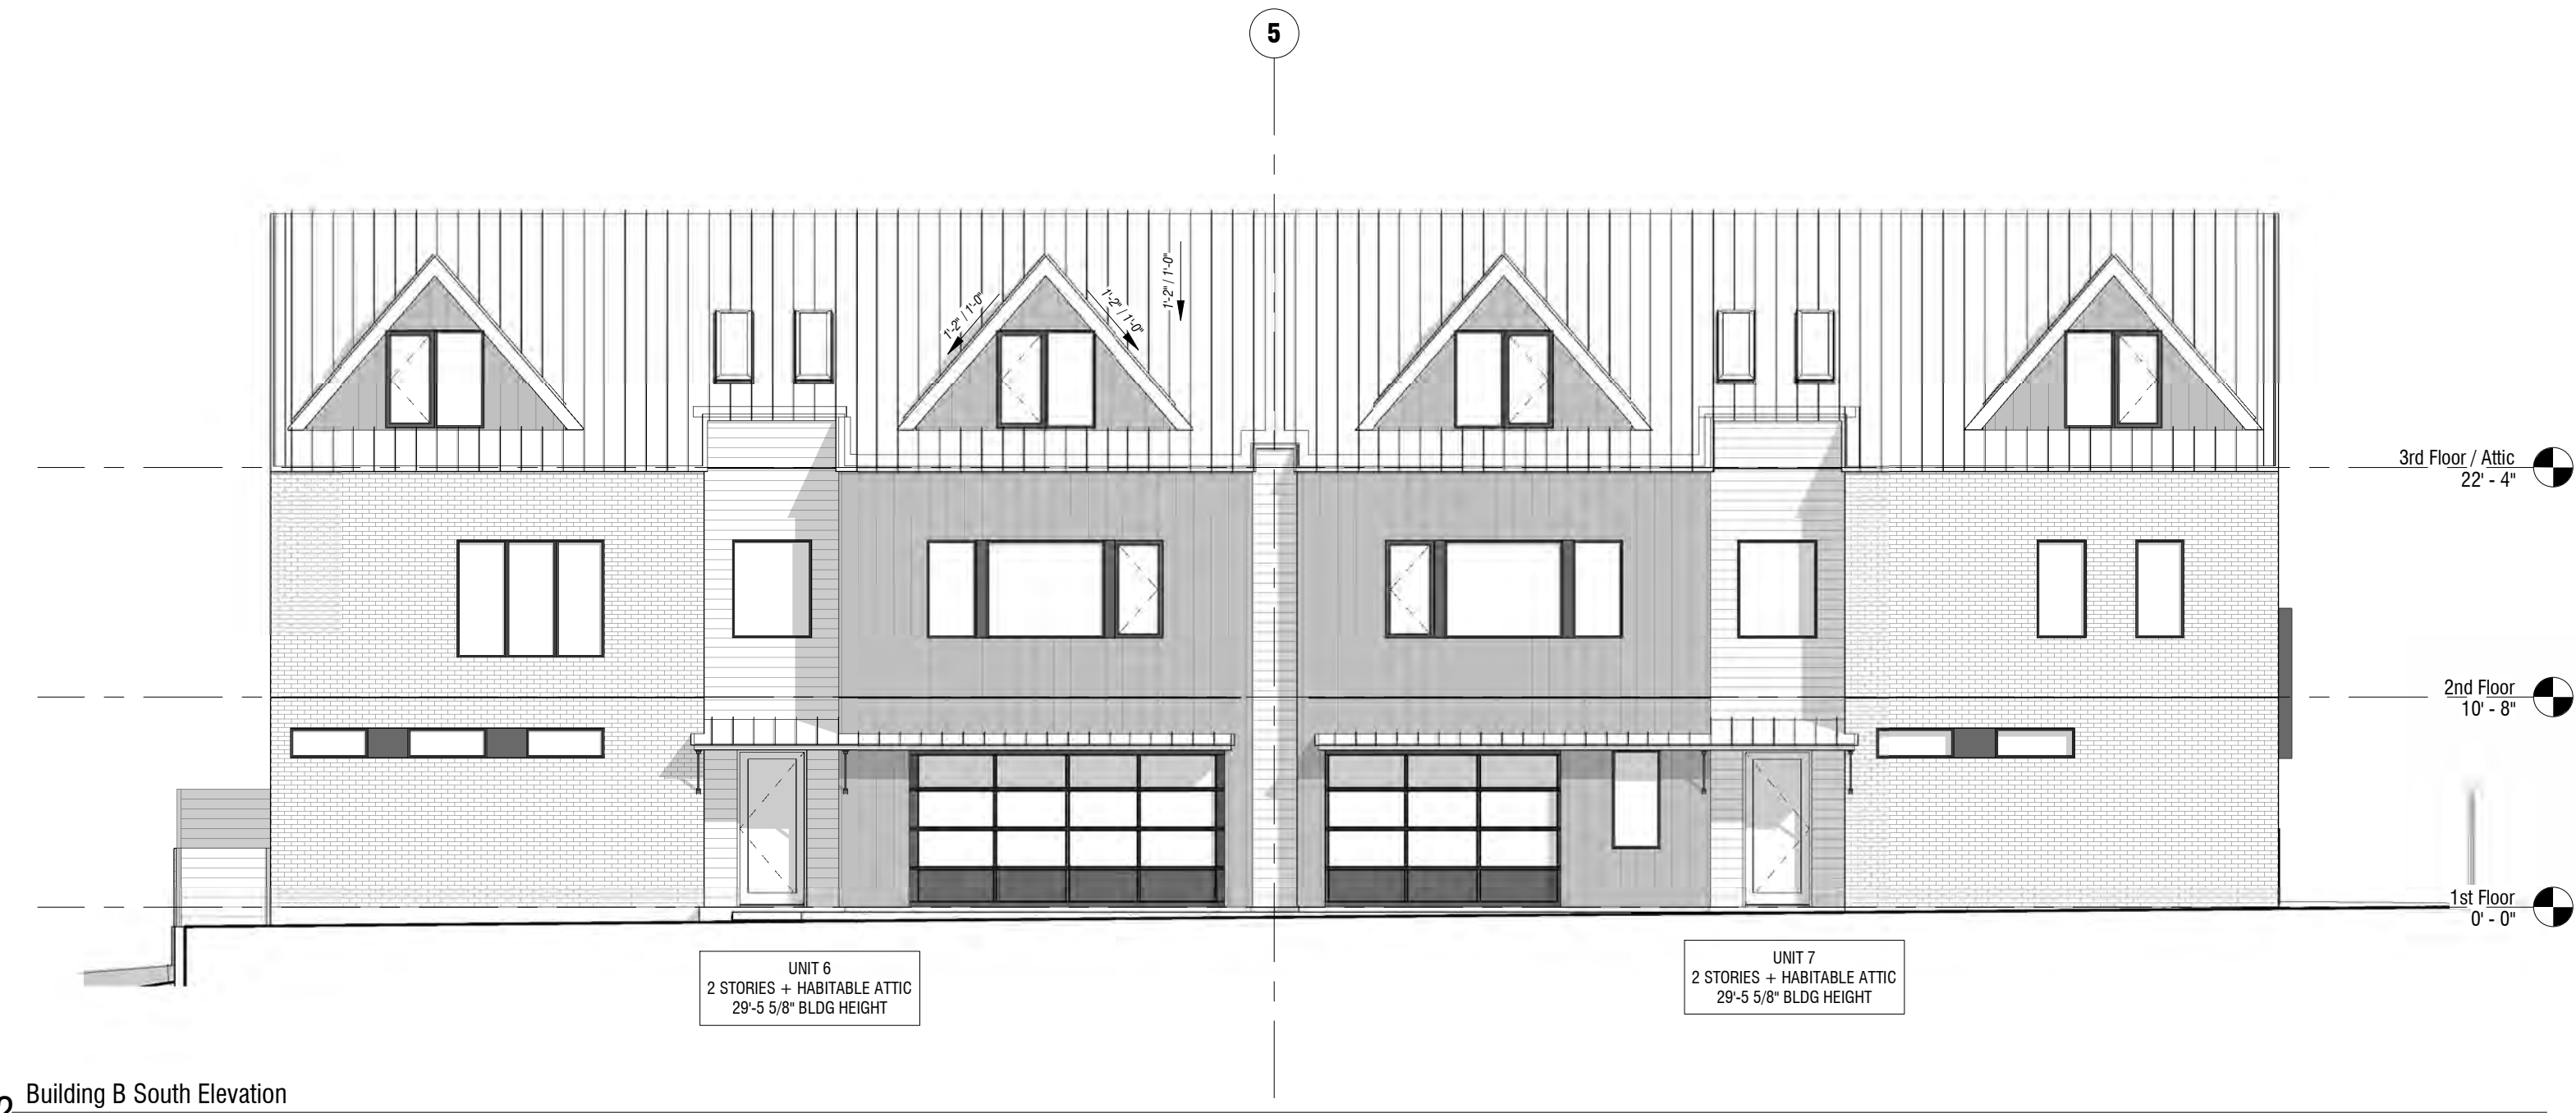 5
1'-2" / 1'-0"
1'-2" / 1'-0"
1'-2" / 1'-0"
3rd Floor / Attic
22' - 4"
2nd Floor
10' - 8"
1st Floor
0' - 0"
UNIT 6
2 STORIES + HABITABLE ATTIC
29'-5 5/8" BLDG HEIGHT
UNIT 7
2 STORIES + HABITABLE ATTIC
29'-5 5/8" BLDG HEIGHT
2 Building B South Elevation